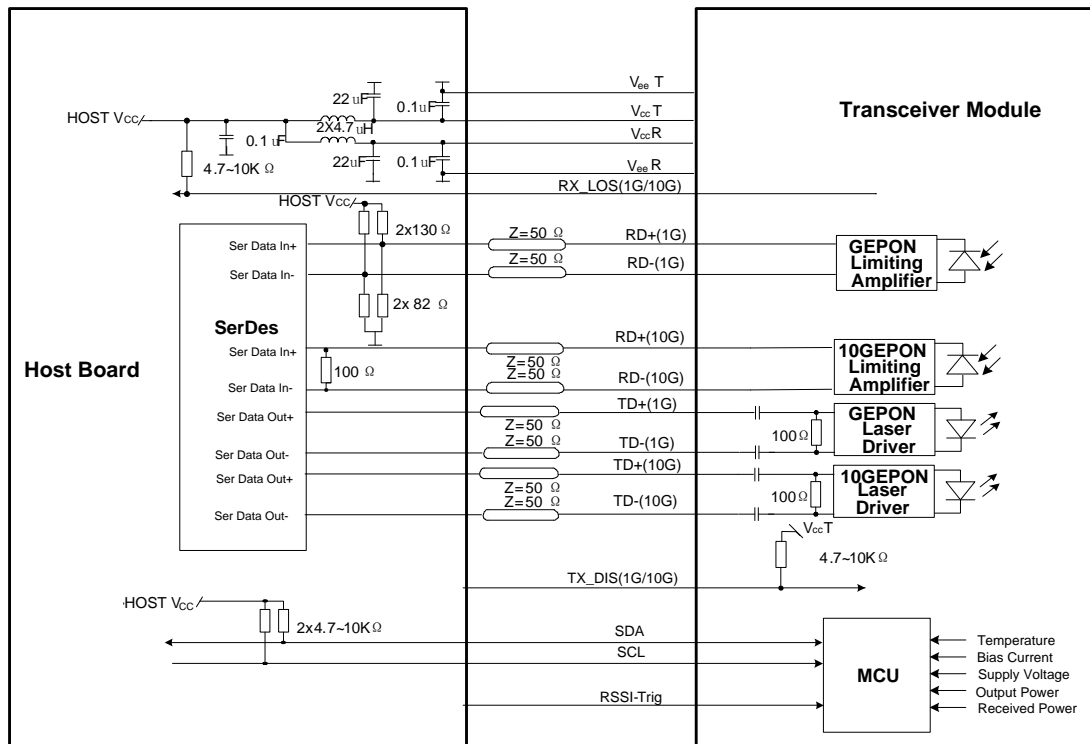 Host Board
Transceiver Module
HOST Vcc
0.1 uF
4.7~10K Ω
22 uF
2X4.7 uH
0.1uF
22uF
0.1uF
Vee T
Vcc T
Vcc R
Vee R
RX_LOS(1G/10G)
HOST Vcc
2x130 Ω
2x 82 Ω
SerDes
Ser Data In+
Ser Data In-
Ser Data In+
Ser Data In-
Ser Data Out+
Ser Data Out-
Ser Data Out+
Ser Data Out-
100 Ω
Z=50 Ω
RD+(1G)
Z=50 Ω
RD-(1G)
RD+(10G)
Z=50 Ω
Z=50 Ω
RD-(10G)
TD+(1G)
Z=50 Ω
Z=50 Ω
TD-(1G)
TD+(10G)
Z=50 Ω
Z=50 Ω
TD-(10G)
GEPON
Limiting
Amplifier
10GEPON
Limiting
Amplifier
100Ω
GEPON
Laser
Driver
100Ω
10GEPON
Laser
Driver
VccT
4.7~10K Ω
TX_DIS(1G/10G)
HOST Vcc
2x4.7~10K Ω
SDA
SCL
RSSI-Trig
MCU
Temperature
Bias Current
Supply Voltage
Output Power
Received Power